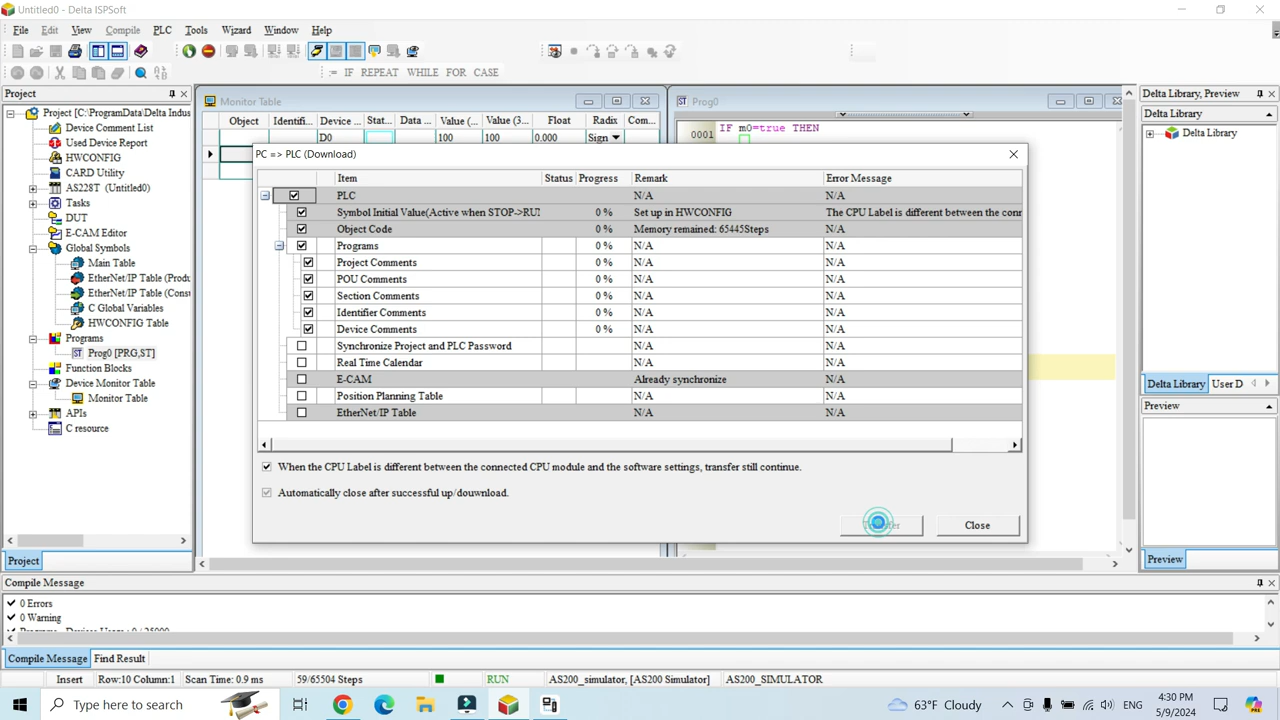 Untitled0 - Delta ISPSoft
File Edit View Compile PLC Tools Wizard Window Help
:= IF REPEAT WHILE FOR CASE
Project
Project [C:\ProgramData\Delta Indus
Device Comment List
Used Device Report
HWCONFIG
CARD Utility
AS228T (Untitled0)
Tasks
DUT
E-CAM Editor
Global Symbols
Main Table
EtherNet/IP Table (Produ
EtherNet/IP Table (Consu
C Global Variables
HWCONFIG Table
Programs
Prog0 [PRG,ST]
Function Blocks
Device Monitor Table
Monitor Table
APIs
C resource
Project
Monitor Table
Object Identifi... Device ... Stat... Data ... Value (... Value (3... Float Radix Com...
D0 100 100 0.000 Sign
Prog0
0001 IF m0=true THEN
PC => PLC (Download)
Item Status Progress Remark Error Message
PLC N/A N/A
Symbol Initial Value(Active when STOP->RU! 0 % Set up in HWCONFIG The CPU Label is different between the conn
Object Code 0 % Memory remained: 65445Steps
Programs 0 % N/A N/A
Project Comments 0 % N/A N/A
POU Comments 0 % N/A N/A
Section Comments 0 % N/A N/A
Identifier Comments 0 % N/A N/A
Device Comments 0 % N/A N/A
Synchronize Project and PLC Password N/A N/A
Real Time Calendar N/A N/A
E-CAM Already synchronize N/A
Position Planning Table N/A N/A
EtherNet/IP Table N/A N/A
When the CPU Label is different between the connected CPU module and the software settings, transfer still continue.
Automatically close after successful up/douwnload.
Close
Delta Library, Preview
Delta Library
Delta Library
Delta Library User D
Preview
Preview
Compile Message
0 Errors
0 Warning
Compile Message Find Result
Insert Row:10 Column:1 Scan Time: 0.9 ms 59/65504 Steps RUN AS200_simulator, [AS200 Simulator] AS200_SIMULATOR
Type here to search
63°F Cloudy
ENG
4:30 PM
5/9/2024